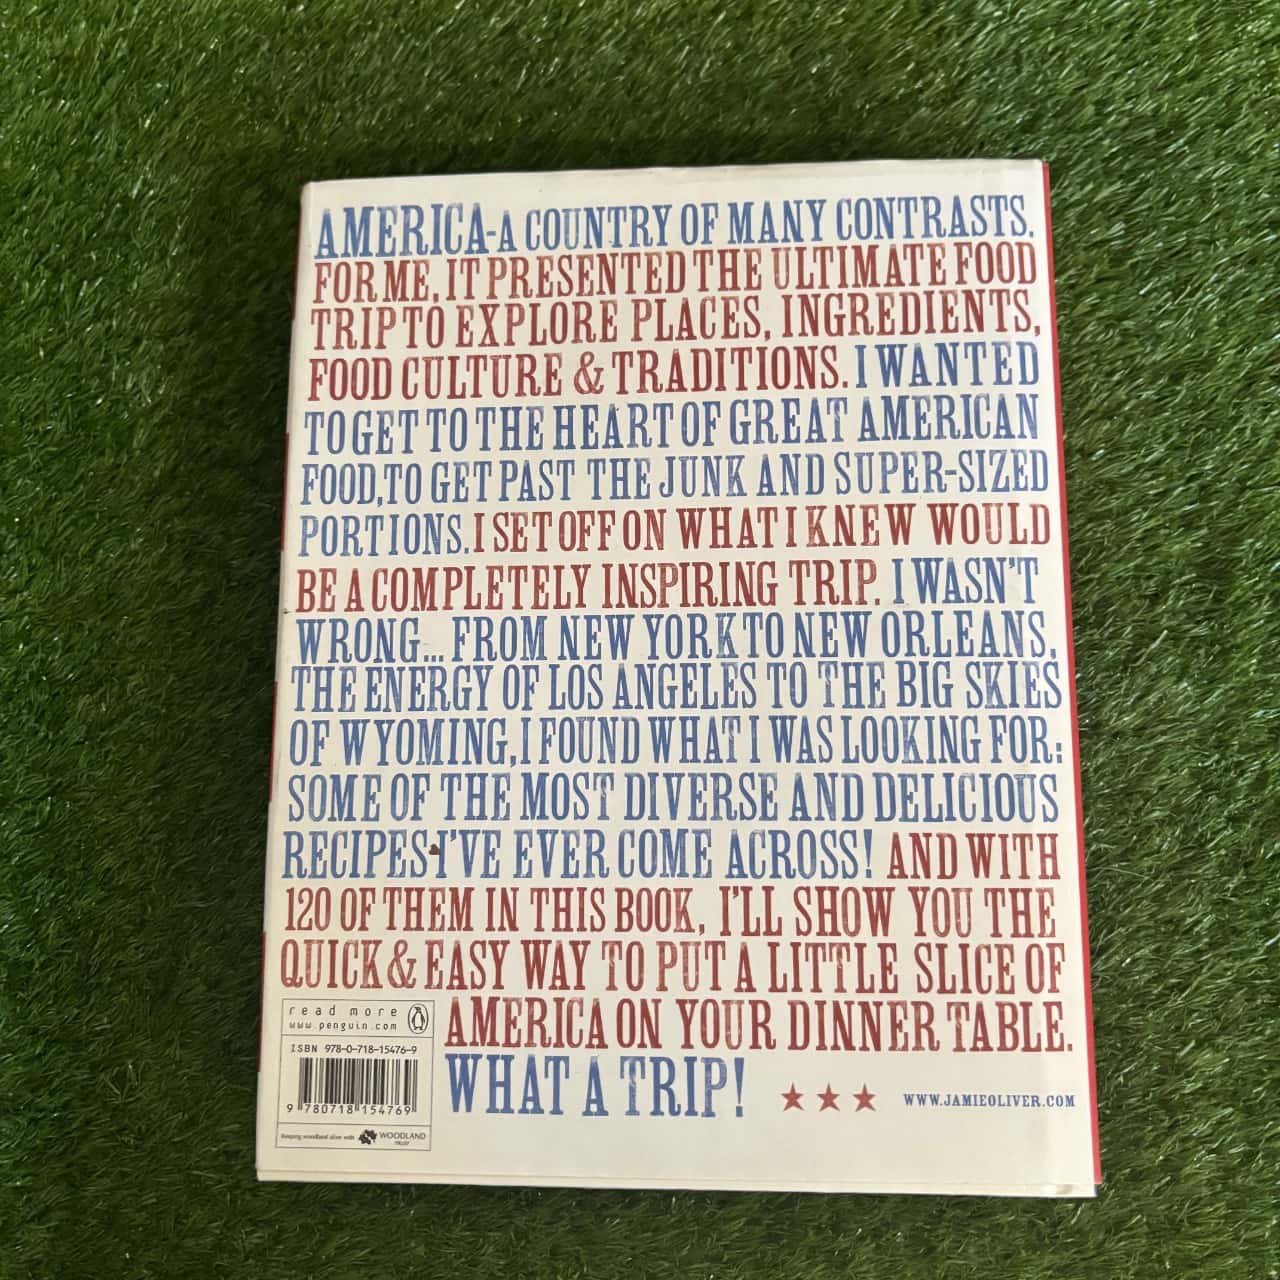 AMERICA-A COUNTRY OF MANY CONTRASTS.
FOR ME, IT PRESENTED THE ULTIMATE FOOD
TRIP TO EXPLORE PLACES, INGREDIENTS,
FOOD CULTURE & TRADITIONS. I WANTED
TO GET TO THE HEART OF GREAT AMERICAN
FOOD, TO GET PAST THE JUNK AND SUPER-SIZED
PORTIONS. I SET OFF ON WHAT I KNEW WOULD
BE A COMPLETELY INSPIRING TRIP. I WASN'T
WRONG... FROM NEW YORK TO NEW ORLEANS,
THE ENERGY OF LOS ANGELES TO THE BIG SKIES
OF WYOMING, I FOUND WHAT I WAS LOOKING FOR:
SOME OF THE MOST DIVERSE AND DELICIOUS
RECIPES I'VE EVER COME ACROSS! AND WITH
120 OF THEM IN THIS BOOK, I'LL SHOW YOU THE
QUICK & EASY WAY TO PUT A LITTLE SLICE OF
AMERICA ON YOUR DINNER TABLE.
WHAT A TRIP!
WWW.JAMIEOLIVER.COM
read more
www.penguin.com
ISBN 978-0-718-15476-9
9 780718 154769
Keeping woodland alive with WOODLAND
TRUST